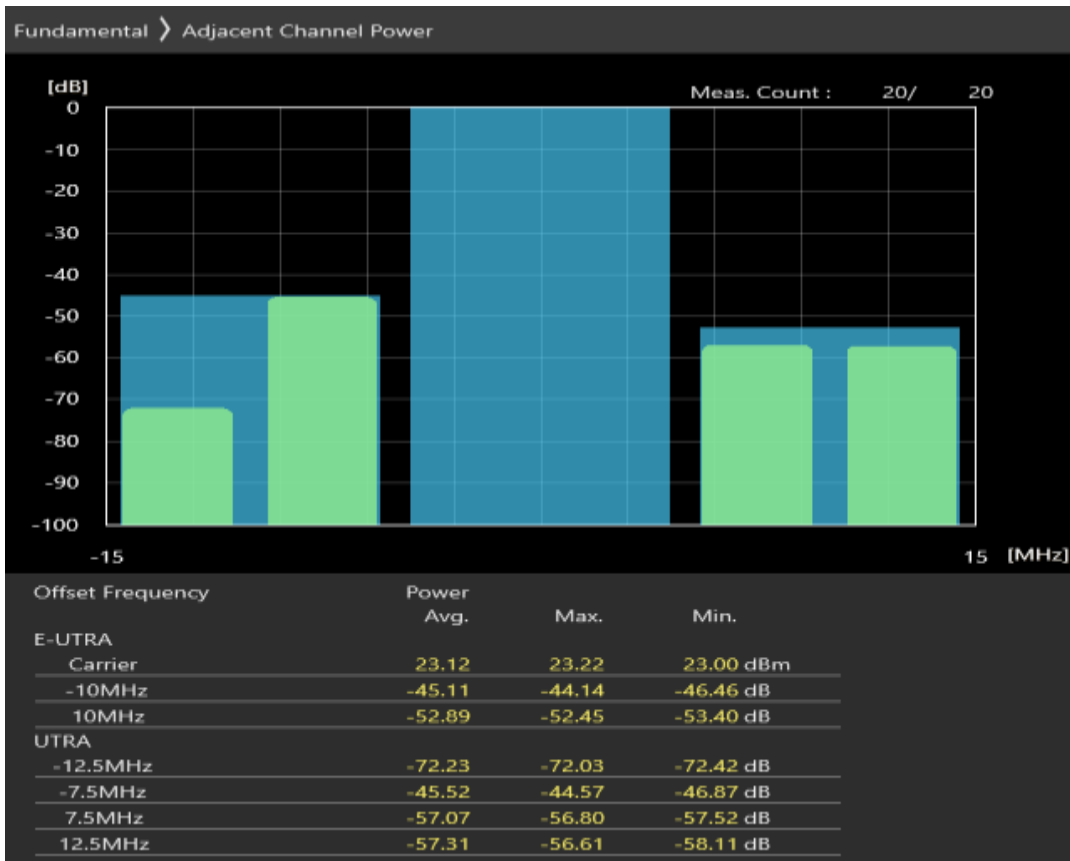 Fundamental 〉 Adjacent Channel Power
[dB]
Meas. Count : 20/ 20
0
-10
-20
-30
-40
-50
-60
-70
-80
-90
-100
-15 15 [MHz]
Offset Frequency Power
Avg. Max. Min.
E-UTRA
Carrier 23.12 23.22 23.00 dBm
-10MHz -45.11 -44.14 -46.46 dB
10MHz -52.89 -52.45 -53.40 dB
UTRA
-12.5MHz -72.23 -72.03 -72.42 dB
-7.5MHz -45.52 -44.57 -46.87 dB
7.5MHz -57.07 -56.80 -57.52 dB
12.5MHz -57.31 -56.61 -58.11 dB